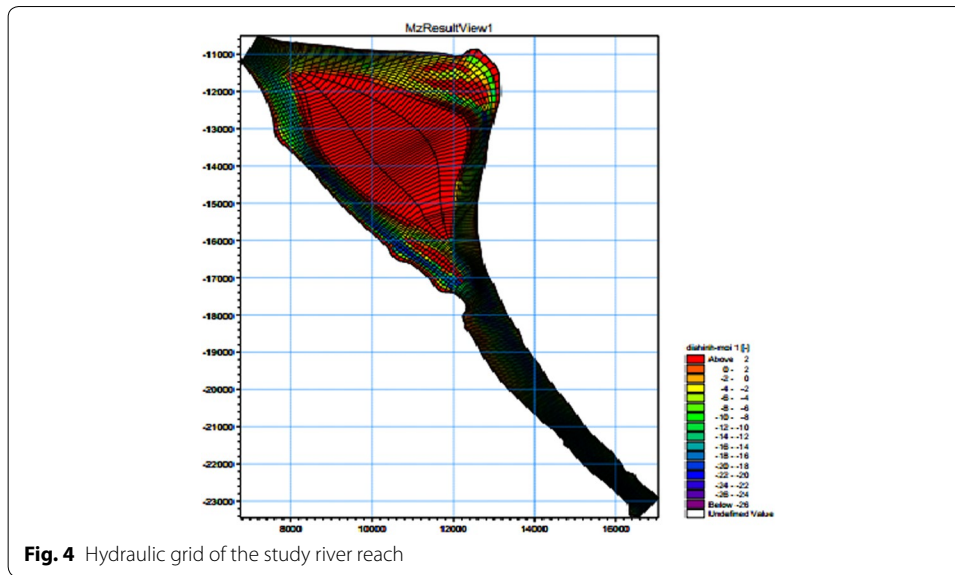 MzResultView1
-11000
-12000
-13000
-14000
-15000
-16000
-17000
-18000
-19000
-20000
-21000
-22000
-23000
8000 10000 12000 14000 16000
diahinh-moi 1 [-]
Above 2
0 - 2
-2 - 0
-4 - -2
-6 - -4
-8 - -6
-10 - -8
-12 - -10
-14 - -12
-16 - -14
-18 - -16
-20 - -18
-22 - -20
-24 - -22
-26 - -24
Below -26
Undefined Value
Fig. 4 Hydraulic grid of the study river reach